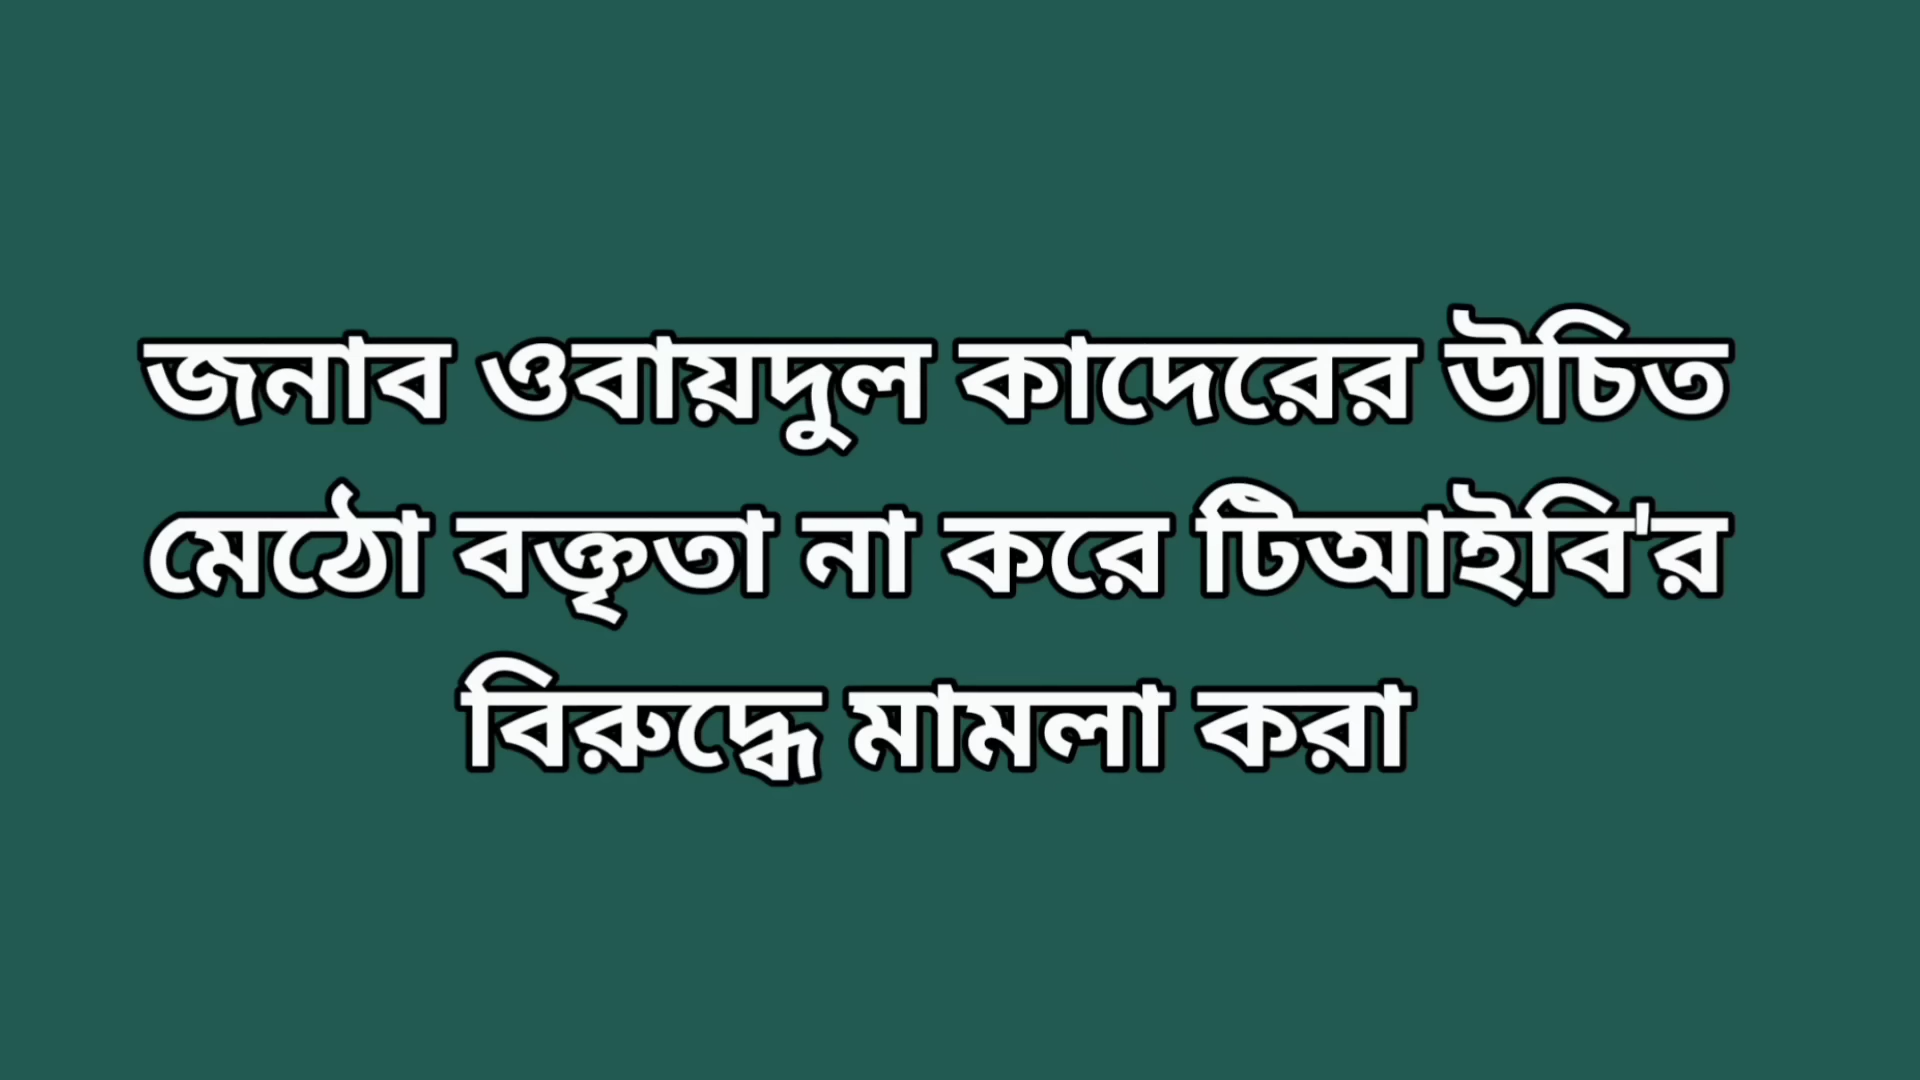 জনাব ওবায়দুল কাদেরের উচিত
মেঠো বক্তৃতা না করে টিআইবি'র
বিরুদ্ধে মামলা করা